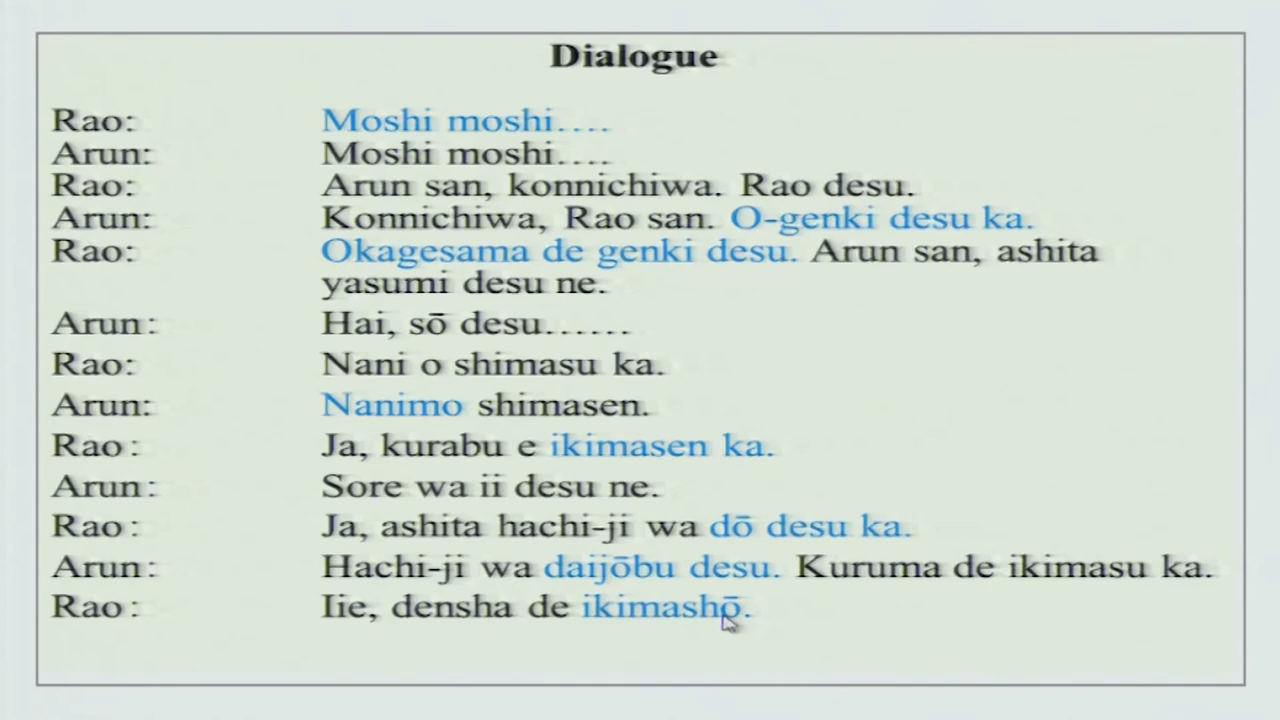 Dialogue
Rao: Moshi moshi....
Arun: Moshi moshi....
Rao: Arun san, konnichiwa. Rao desu.
Arun: Konnichiwa, Rao san. O-genki desu ka.
Rao: Okagesama de genki desu. Arun san, ashita
yasumi desu ne.
Arun: Hai, sō desu......
Rao: Nani o shimasu ka.
Arun: Nanimo shimasen.
Rao : Ja, kurabu e ikimasen ka.
Arun: Sore wa ii desu ne.
Rao : Ja, ashita hachi-ji wa dō desu ka.
Arun: Hachi-ji wa daijōbu desu. Kuruma de ikimasu ka.
Rao : Iie, densha de ikimashō.